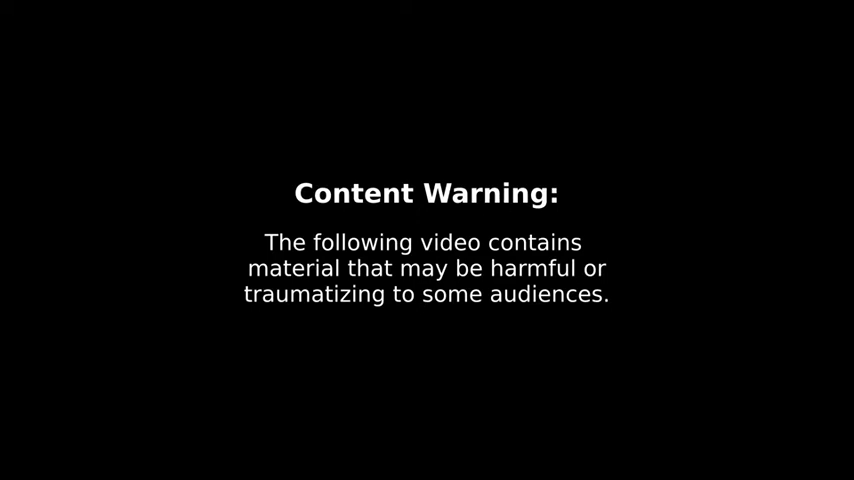 Content Warning:
The following video contains
material that may be harmful or
traumatizing to some audiences.